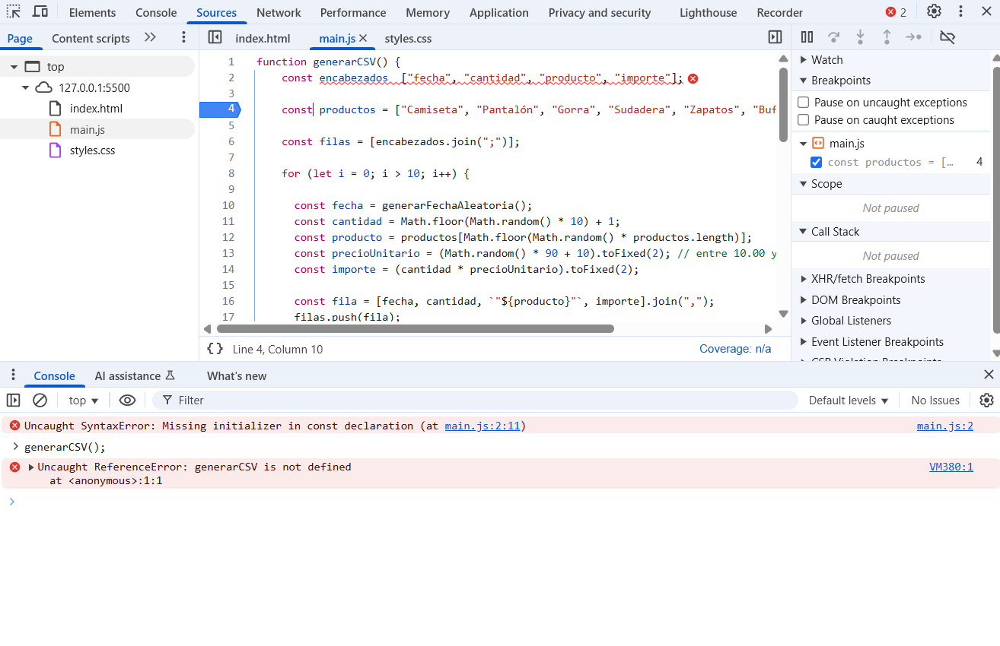 Elements Console Sources Network Performance Memory Application Privacy and security Lighthouse Recorder 2
Page Content scripts
index.html main.js styles.css
top
127.0.0.1:5500
index.html
main.js
styles.css
1 function generarCSV() {
2 const encabezados ["fecha", "cantidad", "producto", "importe"];
3
4 const productos = ["Camiseta", "Pantalón", "Gorra", "Sudadera", "Zapatos", "Buf
5
6 const filas = [encabezados.join(";")];
7
8 for (let i = 0; i > 10; i++) {
9
10 const fecha = generarFechaAleatoria();
11 const cantidad = Math.floor(Math.random() * 10) + 1;
12 const producto = productos[Math.floor(Math.random() * productos.length)];
13 const precioUnitario = (Math.random() * 90 + 10).toFixed(2); // entre 10.00 y
14 const importe = (cantidad * precioUnitario).toFixed(2);
15
16 const fila = [fecha, cantidad, `"${producto}"`, importe].join(",");
17 filas.push(fila);
{ } Line 4, Column 10 Coverage: n/a
Watch
Breakpoints
Pause on uncaught exceptions
Pause on caught exceptions
main.js
const productos = [… 4
Scope
Not paused
Call Stack
Not paused
XHR/fetch Breakpoints
DOM Breakpoints
Global Listeners
Event Listener Breakpoints
CSP Violation Breakpoints
Console AI assistance What's new
top Filter Default levels No Issues
Uncaught SyntaxError: Missing initializer in const declaration (at main.js:2:11) main.js:2
> generarCSV();
Uncaught ReferenceError: generarCSV is not defined VM380:1
at <anonymous>:1:1
>